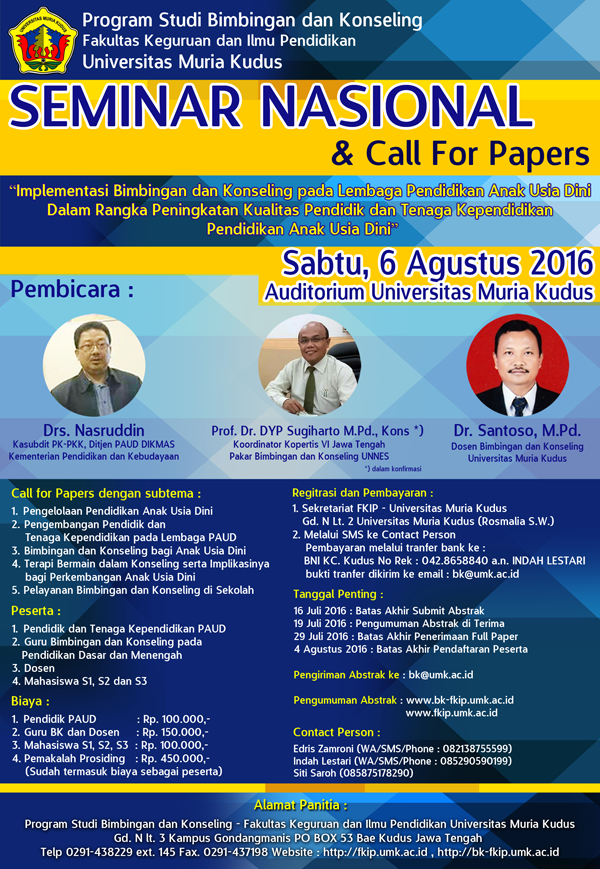 UNIVERSITAS MURIA KUDUS
Program Studi Bimbingan dan Konseling
Fakultas Keguruan dan Ilmu Pendidikan
Universitas Muria Kudus
SEMINAR NASIONAL
& Call For Papers
“Implementasi Bimbingan dan Konseling pada Lembaga Pendidikan Anak Usia Dini
Dalam Rangka Peningkatan Kualitas Pendidik dan Tenaga Kependidikan
Pendidikan Anak Usia Dini”
Sabtu, 6 Agustus 2016
Auditorium Universitas Muria Kudus
Pembicara :
Drs. Nasruddin
Kasubdit PK-PKK, Ditjen PAUD DIKMAS
Kementerian Pendidikan dan Kebudayaan
Prof. Dr. DYP Sugiharto M.Pd., Kons *)
Koordinator Kopertis VI Jawa Tengah
Pakar Bimbingan dan Konseling UNNES
*) dalam konfirmasi
Dr. Santoso, M.Pd.
Dosen Bimbingan dan Konseling
Universitas Muria Kudus
Call for Papers dengan subtema :
1. Pengelolaan Pendidikan Anak Usia Dini
2. Pengembangan Pendidik dan
Tenaga Kependidikan pada Lembaga PAUD
3. Bimbingan dan Konseling bagi Anak Usia Dini
4. Terapi Bermain dalam Konseling serta Implikasinya
bagi Perkembangan Anak Usia Dini
5. Pelayanan Bimbingan dan Konseling di Sekolah
Peserta :
1. Pendidik dan Tenaga Kependidikan PAUD
2. Guru Bimbingan dan Konseling pada
Pendidikan Dasar dan Menengah
3. Dosen
4. Mahasiswa S1, S2 dan S3
Biaya :
1. Pendidik PAUD : Rp. 100.000,-
2. Guru BK dan Dosen : Rp. 150.000,-
3. Mahasiswa S1, S2, S3 : Rp. 100.000,-
4. Pemakalah Prosiding : Rp. 450.000,-
(Sudah termasuk biaya sebagai peserta)
Regitrasi dan Pembayaran :
1. Sekretariat FKIP - Universitas Muria Kudus
Gd. N Lt. 2 Universitas Muria Kudus (Rosmalia S.W.)
2. Melalui SMS ke Contact Person
Pembayaran melalui tranfer bank ke :
BNI KC. Kudus No Rek : 042.8658840 a.n. INDAH LESTARI
bukti tranfer dikirim ke email : bk@umk.ac.id
Tanggal Penting :
16 Juli 2016 : Batas Akhir Submit Abstrak
19 Juli 2016 : Pengumuman Abstrak di Terima
29 Juli 2016 : Batas Akhir Penerimaan Full Paper
4 Agustus 2016 : Batas Akhir Pendaftaran Peserta
Pengiriman Abstrak ke : bk@umk.ac.id
Pengumuman Abstrak : www.bk-fkip.umk.ac.id
www.fkip.umk.ac.id
Contact Person :
Edris Zamroni (WA/SMS/Phone : 082138755599)
Indah Lestari (WA/SMS/Phone : 085290590199)
Siti Saroh (085875178290)
Alamat Panitia :
Program Studi Bimbingan dan Konseling - Fakultas Keguruan dan Ilmu Pendidikan Universitas Muria Kudus
Gd. N lt. 3 Kampus Gondangmanis PO BOX 53 Bae Kudus Jawa Tengah
Telp 0291-438229 ext. 145 Fax. 0291-437198 Website : http://fkip.umk.ac.id , http://bk-fkip.umk.ac.id